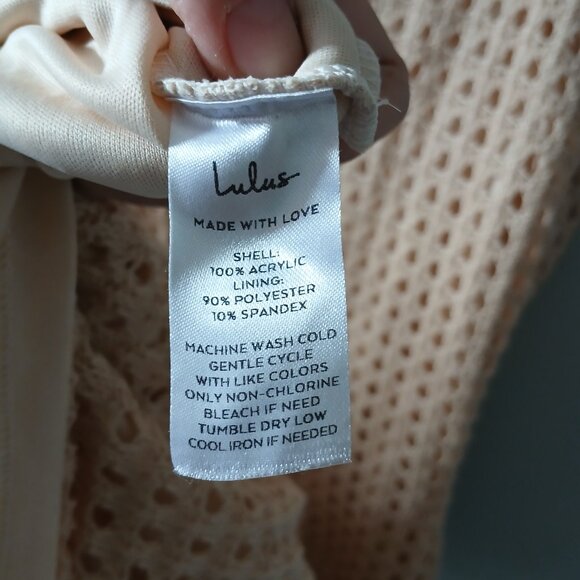 Lulus
MADE WITH LOVE
SHELL:
100% ACRYLIC
LINING:
90% POLYESTER
10% SPANDEX
MACHINE WASH COLD
GENTLE CYCLE
WITH LIKE COLORS
ONLY NON-CHLORINE
BLEACH IF NEED
TUMBLE DRY LOW
COOL IRON IF NEEDED